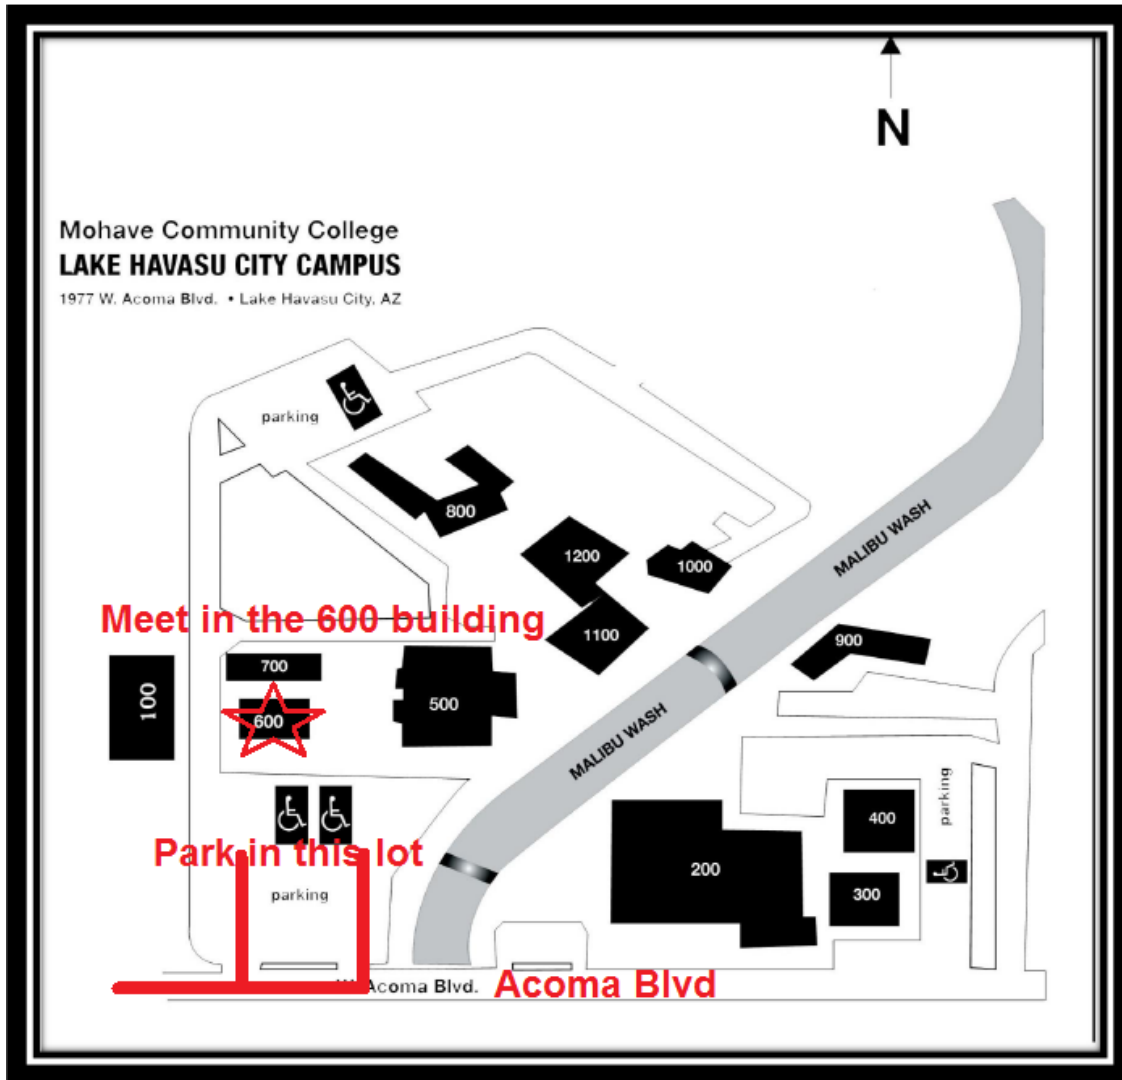 N
Mohave Community College
LAKE HAVASU CITY CAMPUS
1977 W. Acoma Blvd. • Lake Havasu City, AZ
parking
800
1200
1000
MALIBU WASH
Meet in the 600 building
1100
900
700
100
600
500
MALIBU WASH
parking
400
Park in this lot
200
300
parking
Acoma Blvd.
Acoma Blvd